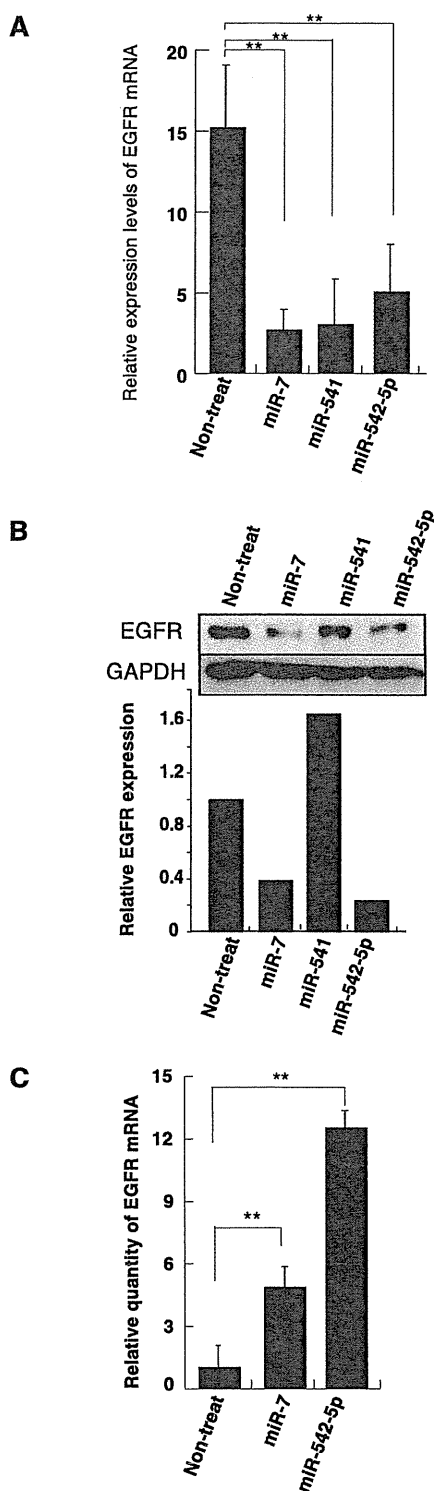 A
**
**
**
Relative expression levels of EGFR mRNA
20
15
10
5
0
Non-treat
miR-7
miR-541
miR-542-5p
B
Non-treat
miR-7
miR-541
miR-542-5p
EGFR
GAPDH
Relative EGFR expression
1.6
1.2
0.8
0.4
0
Non-treat
miR-7
miR-541
miR-542-5p
C
**
**
Relative quantity of EGFR mRNA
15
12
9
6
3
0
Non-treat
miR-7
miR-542-5p